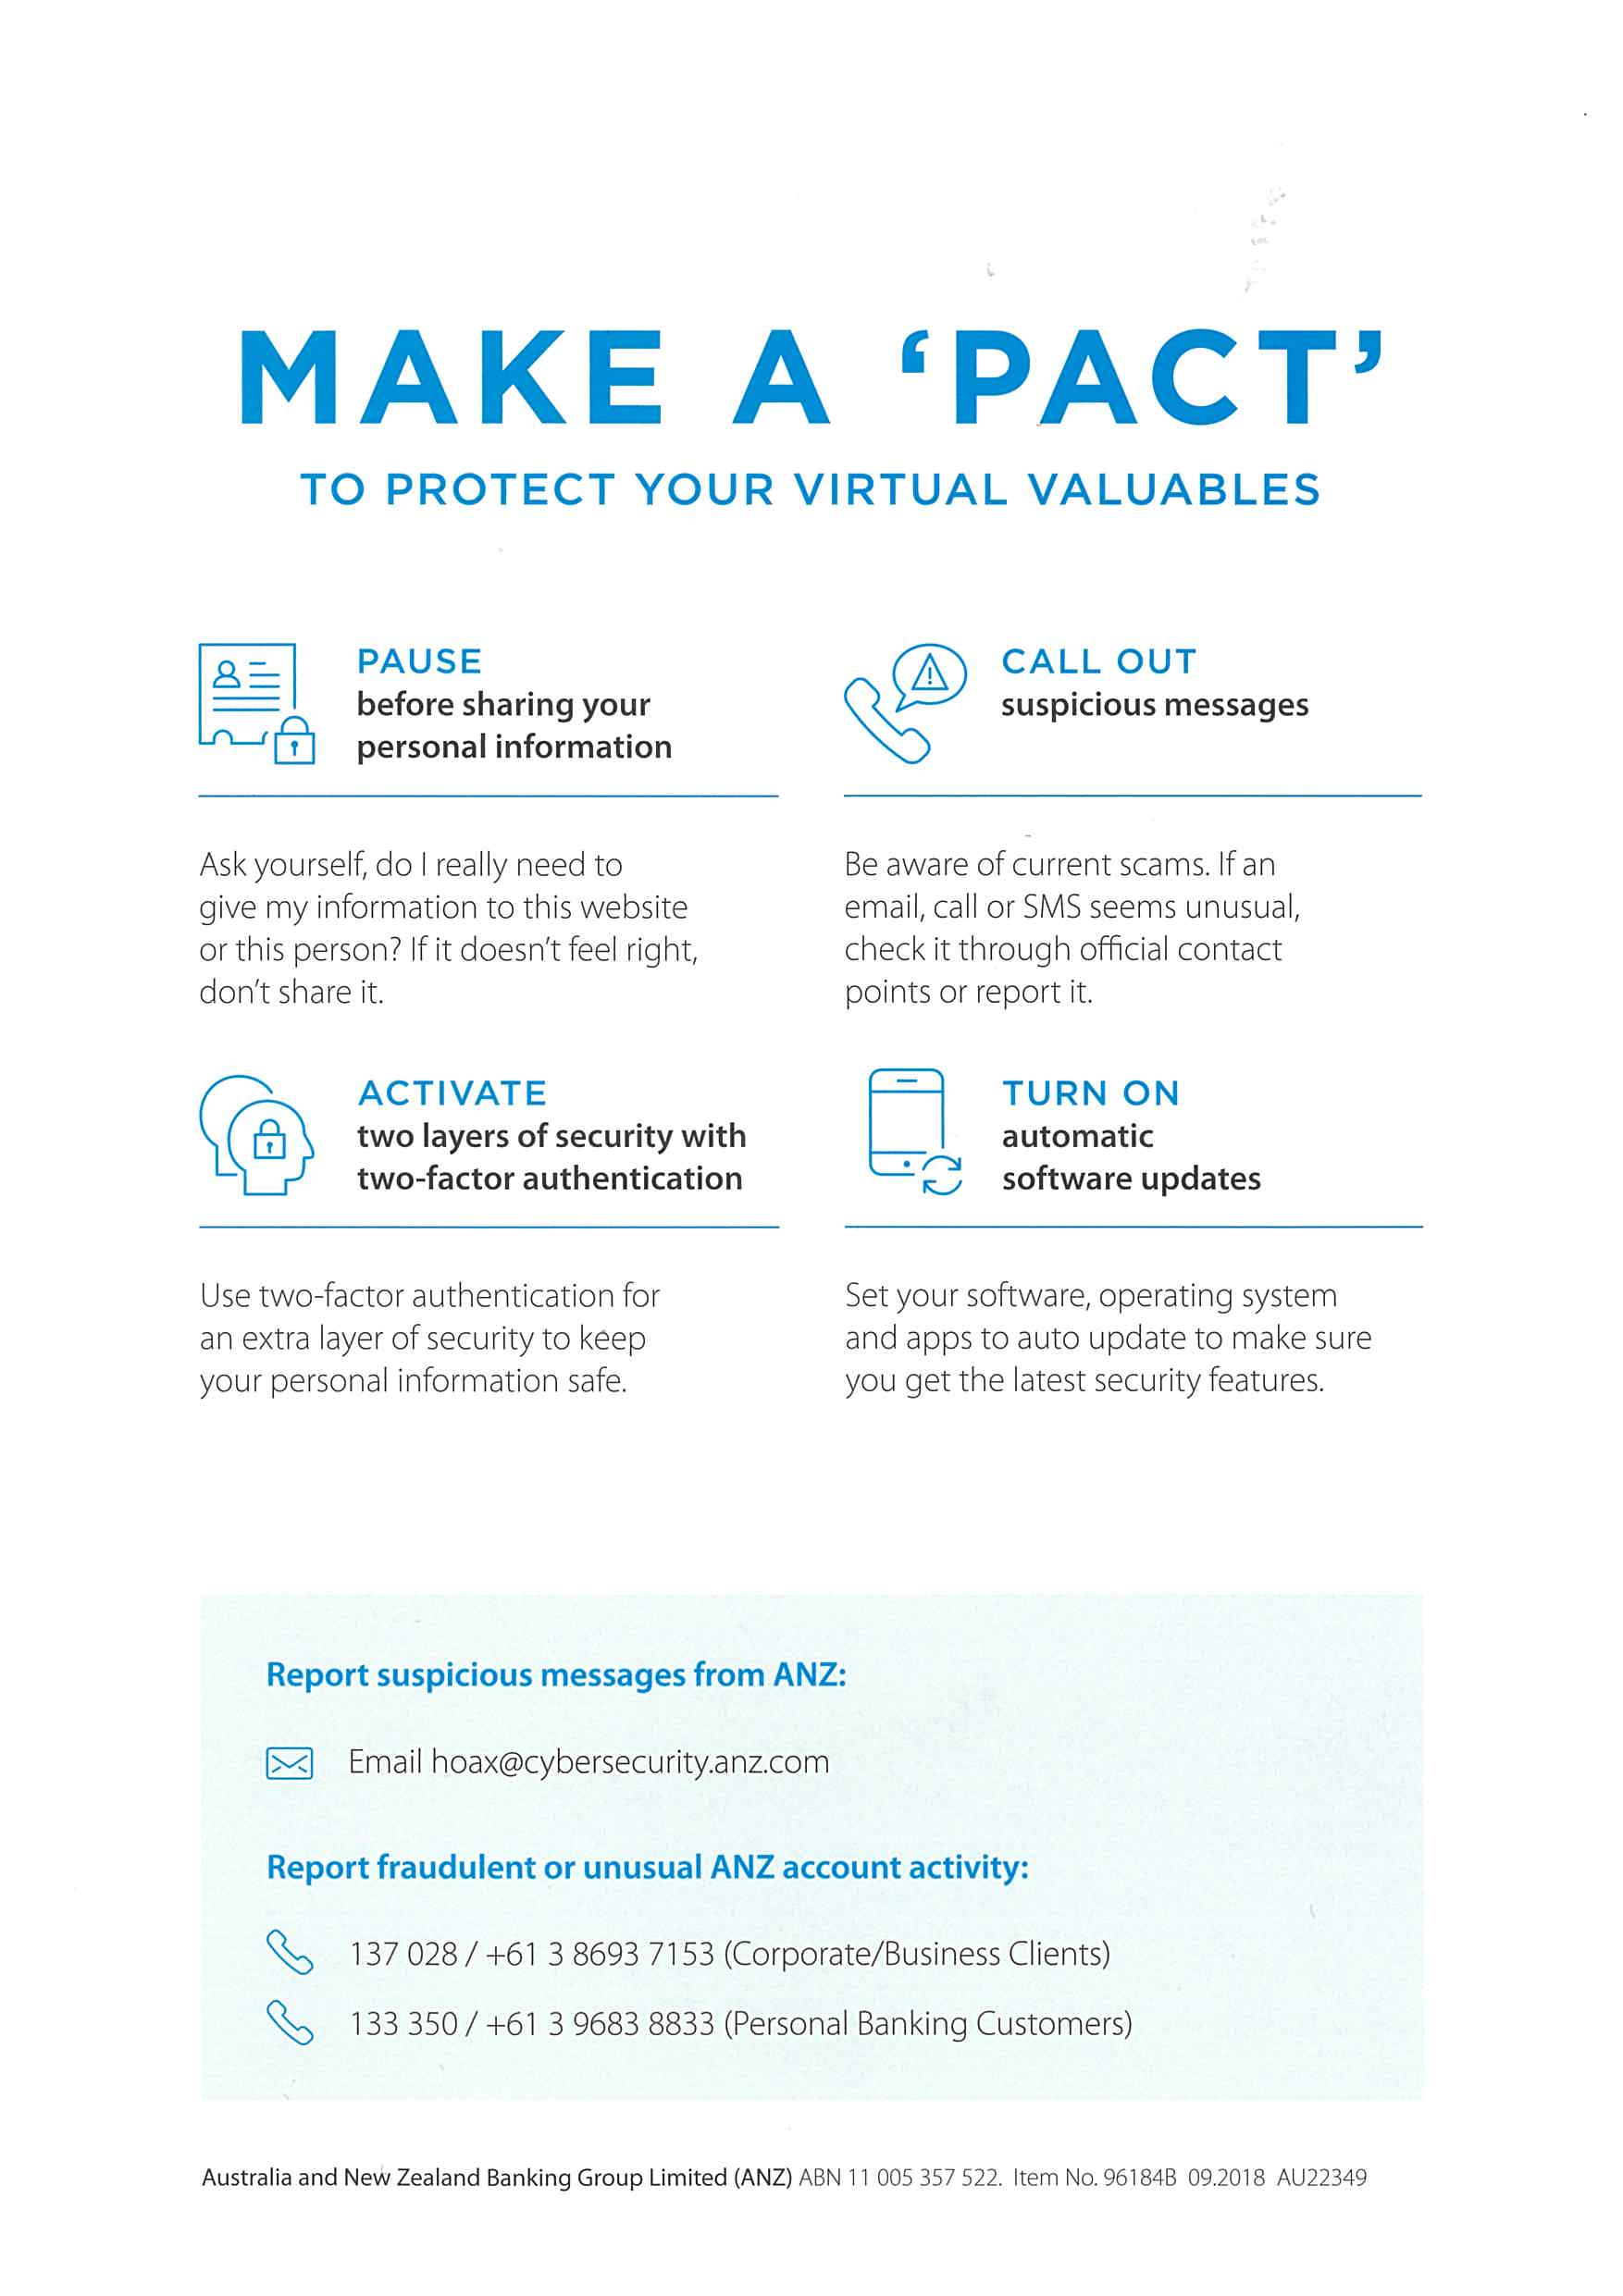 MAKE A ‘PACT’
TO PROTECT YOUR VIRTUAL VALUABLES
PAUSE
before sharing your
personal information
Ask yourself, do I really need to
give my information to this website
or this person? If it doesn’t feel right,
don’t share it.
CALL OUT
suspicious messages
Be aware of current scams. If an
email, call or SMS seems unusual,
check it through official contact
points or report it.
ACTIVATE
two layers of security with
two-factor authentication
Use two-factor authentication for
an extra layer of security to keep
your personal information safe.
TURN ON
automatic
software updates
Set your software, operating system
and apps to auto update to make sure
you get the latest security features.
Report suspicious messages from ANZ:
Email hoax@cybersecurity.anz.com
Report fraudulent or unusual ANZ account activity:
137 028 / +61 3 8693 7153 (Corporate/Business Clients)
133 350 / +61 3 9683 8833 (Personal Banking Customers)
Australia and New Zealand Banking Group Limited (ANZ) ABN 11 005 357 522. Item No. 96184B 09.2018 AU22349